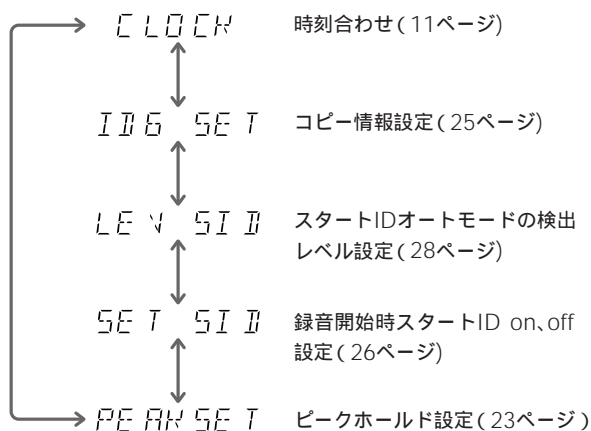 CLOCK 時刻合わせ(11ページ)
ID6 SET コピー情報設定(25ページ)
LEV SID スタートIDオートモードの検出
レベル設定(28ページ)
SET SID 録音開始時スタートID on、off
設定(26ページ)
PEAKSET ピークホールド設定(23ページ)